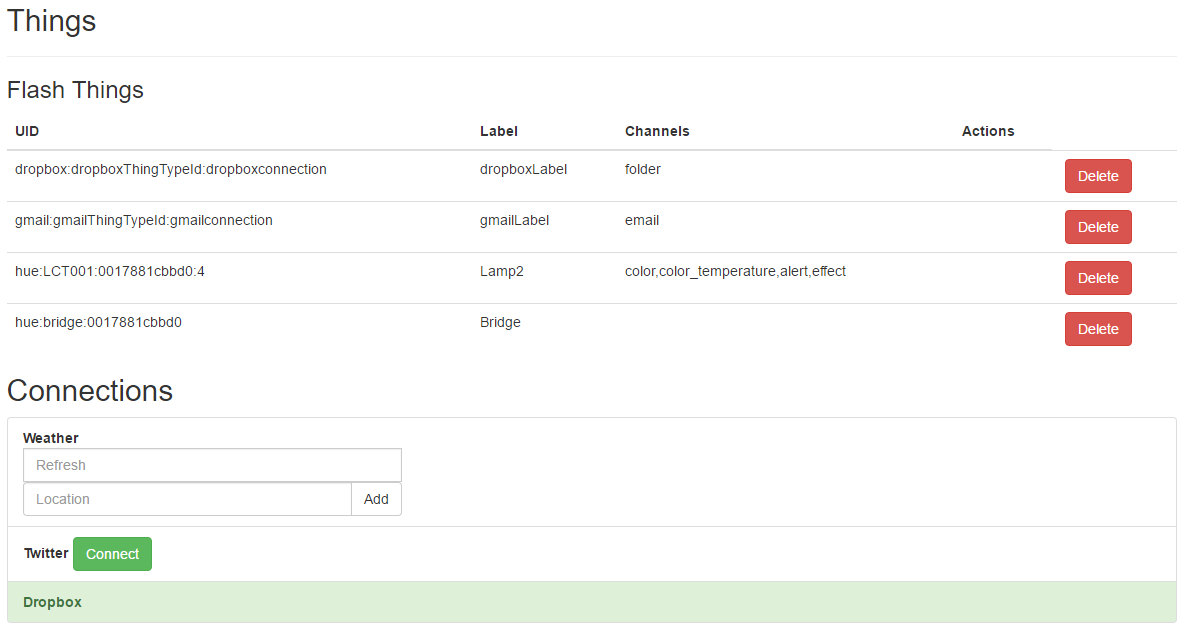 Things
Flash Things
UID Label Channels Actions
dropbox:dropboxThingTypeId:dropboxconnection dropboxLabel folder Delete
gmail:gmailThingTypeId:gmailconnection gmailLabel email Delete
hue:LCT001:0017881cbbd0:4 Lamp2 color,color_temperature,alert,effect Delete
hue:bridge:0017881cbbd0 Bridge Delete
Connections
Weather
Refresh
Location Add
Twitter Connect
Dropbox